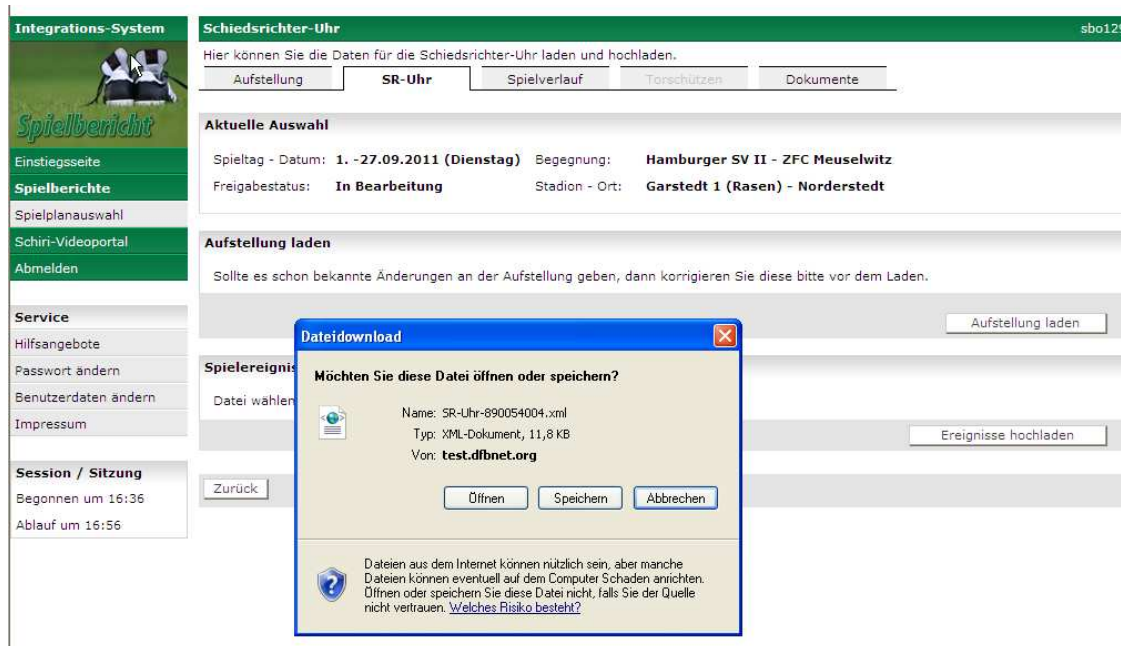 Integrations-System
Spielbericht
Einstiegsseite
Spielberichte
Spielplanauswahl
Schiri-Videoportal
Abmelden
Service
Hilfsangebote
Passwort ändern
Benutzerdaten ändern
Impressum
Session / Sitzung
Begonnen um 16:36
Ablauf um 16:56
Schiedsrichter-Uhr sbo129
Hier können Sie die Daten für die Schiedsrichter-Uhr laden und hochladen.
Aufstellung SR-Uhr Spielverlauf Torschützen Dokumente
Aktuelle Auswahl
Spieltag - Datum: 1. -27.09.2011 (Dienstag) Begegnung: Hamburger SV II - ZFC Meuselwitz
Freigabestatus: In Bearbeitung Stadion - Ort: Garstedt 1 (Rasen) - Norderstedt
Aufstellung laden
Sollte es schon bekannte Änderungen an der Aufstellung geben, dann korrigieren Sie diese bitte vor dem Laden.
Aufstellung laden
Spielereignis
Datei wählen
Ereignisse hochladen
Zurück
Dateidownload
Möchten Sie diese Datei öffnen oder speichern?
Name: SR-Uhr-890054004.xml
Typ: XML-Dokument, 11,8 KB
Von: test.dfbnet.org
Öffnen Speichern Abbrechen
Dateien aus dem Internet können nützlich sein, aber manche
Dateien können eventuell auf dem Computer Schaden anrichten.
Öffnen oder speichern Sie diese Datei nicht, falls Sie der Quelle
nicht vertrauen. Welches Risiko besteht?